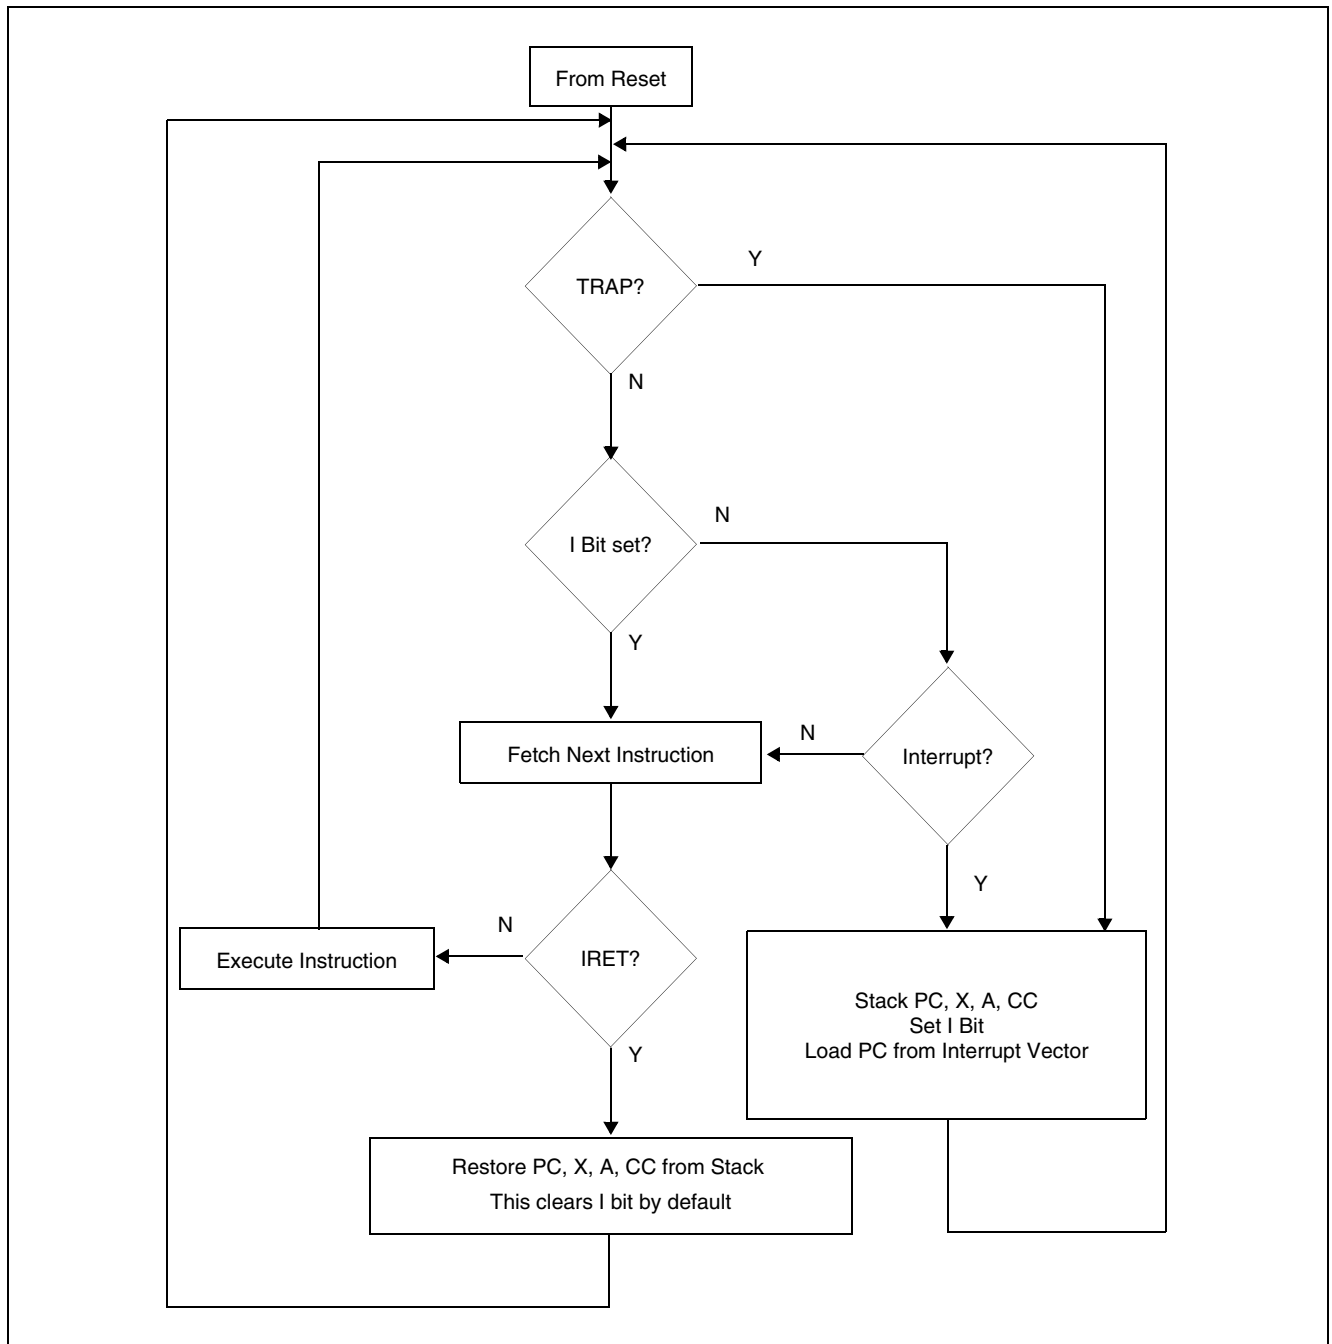 From Reset
TRAP?
Y
N
I Bit set?
N
Y
Fetch Next Instruction
N
Interrupt?
Y
Execute Instruction
N
IRET?
Y
Stack PC, X, A, CC
Set I Bit
Load PC from Interrupt Vector
Restore PC, X, A, CC from Stack
This clears I bit by default